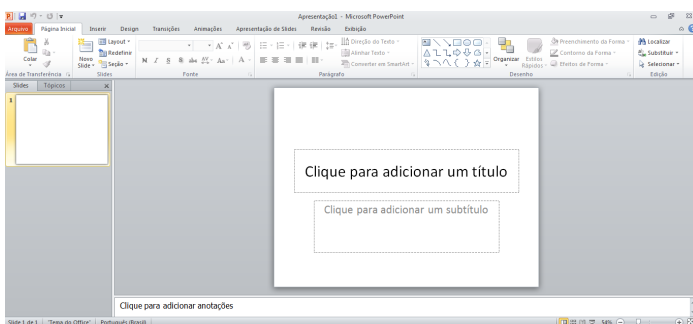 Apresentação1 - Microsoft PowerPoint
Arquivo Página Inicial Inserir Design Transições Animações Apresentação de Slides Revisão Exibição
Colar
Novo Slide
Layout
Redefinir
Seção
N I S S abc AV Aa A
Direção do Texto
Alinhar Texto
Converter em SmartArt
Organizar
Estilos Rápidos
Preenchimento da Forma
Contorno da Forma
Efeitos de Forma
Localizar
Substituir
Selecionar
Área de Transferência Slides Fonte Parágrafo Desenho Edição
Slides Tópicos
1
Clique para adicionar um título
Clique para adicionar um subtítulo
Clique para adicionar anotações
Slide 1 de 1 "Tema do Office" Português (Brasil) 54%